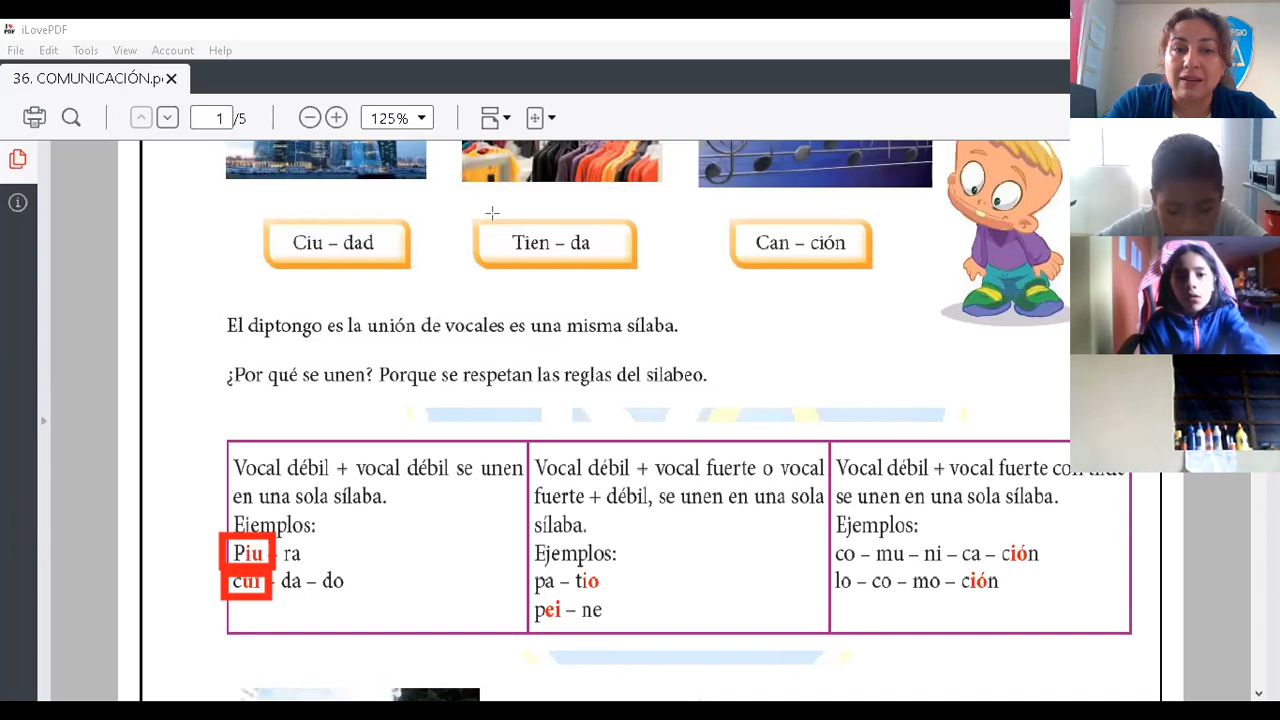 iLovePDF
File Edit Tools View Account Help
36. COMUNICACIÓN.p
1 /5
125%
Ciu – dad
Tien – da
Can – ción
El diptongo es la unión de vocales es una misma sílaba.
¿Por qué se unen? Porque se respetan las reglas del silabeo.
Vocal débil + vocal débil se unen
en una sola sílaba.
Ejemplos:
Piu – ra
cui – da – do
Vocal débil + vocal fuerte o vocal
fuerte + débil, se unen en una sola
sílaba.
Ejemplos:
pa – tio
pei – ne
Vocal débil + vocal fuerte con
se unen en una sola sílaba.
Ejemplos:
co – mu – ni – ca – ción
lo – co – mo – ción